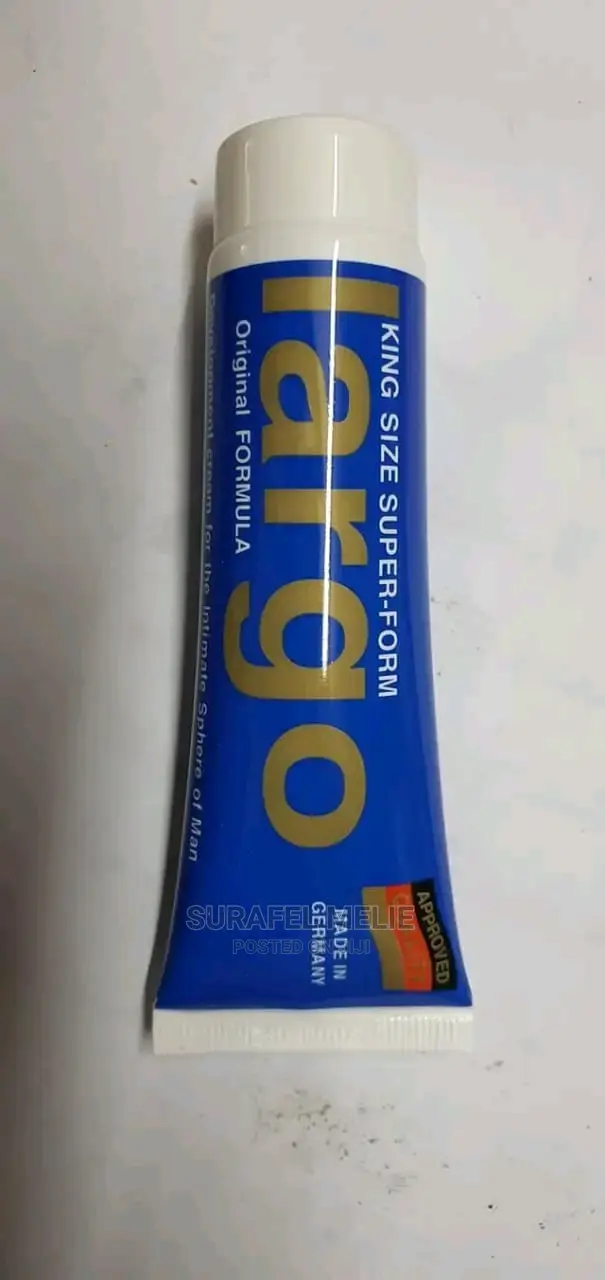 KING SIZE SUPER-FORM
largo
Original FORMULA
Development cream for the Intimate Sphere of Man
APPROVED
MADE IN
GERMANY
SURAFEL
POSTED ON JIJI